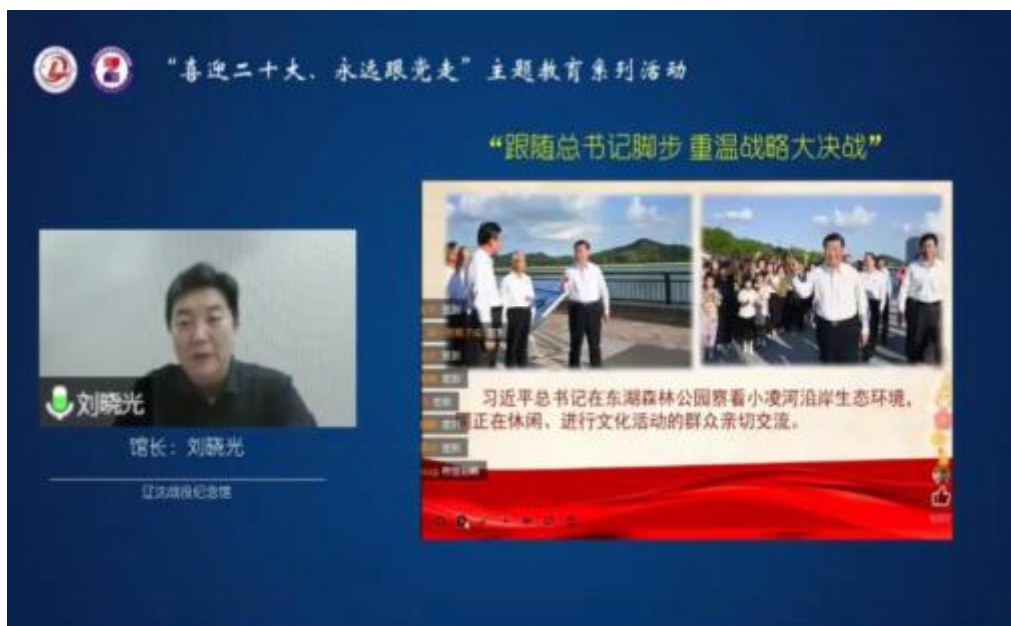 “喜迎二十大、永远跟党走”主题教育系列活动
“跟随总书记脚步 重温战略大决战”
刘晓光
馆长：刘晓光
辽沈战役纪念馆
习近平总书记在东湖森林公园察看小凌河沿岸生态环境，
正在休闲、进行文化活动的群众亲切交流。